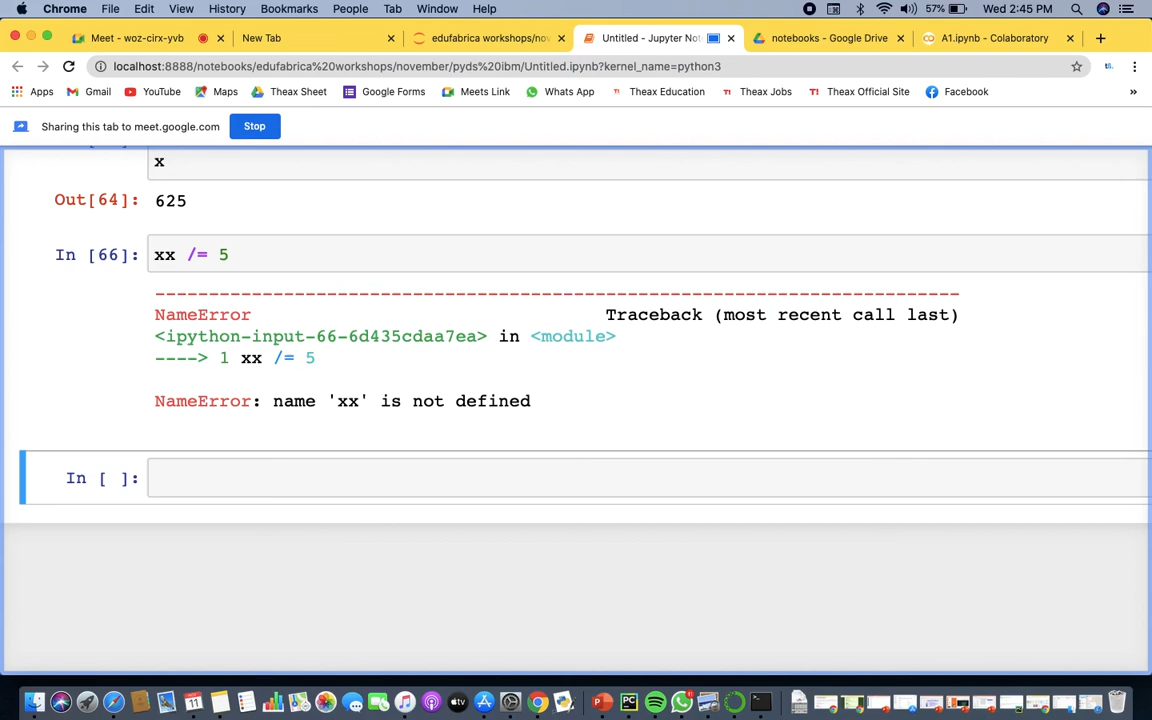 Chrome File Edit View History Bookmarks People Tab Window Help 57% Wed 2:45 PM
Meet - woz-cirx-yvb New Tab edufabrica workshops/nov Untitled - Jupyter Not notebooks - Google Drive A1.ipynb - Colaboratory
localhost:8888/notebooks/edufabrica%20workshops/november/pyds%20ibm/Untitled.ipynb?kernel_name=python3
Apps Gmail YouTube Maps Theax Sheet Google Forms Meets Link Whats App Theax Education Theax Jobs Theax Official Site Facebook »
Sharing this tab to meet.google.com Stop
x
Out[64]: 625
In [66]: xx /= 5
---------------------------------------------------------------------------
NameError Traceback (most recent call last)
<ipython-input-66-6d435cdaa7ea> in <module>
----> 1 xx /= 5
NameError: name 'xx' is not defined
In [ ]: